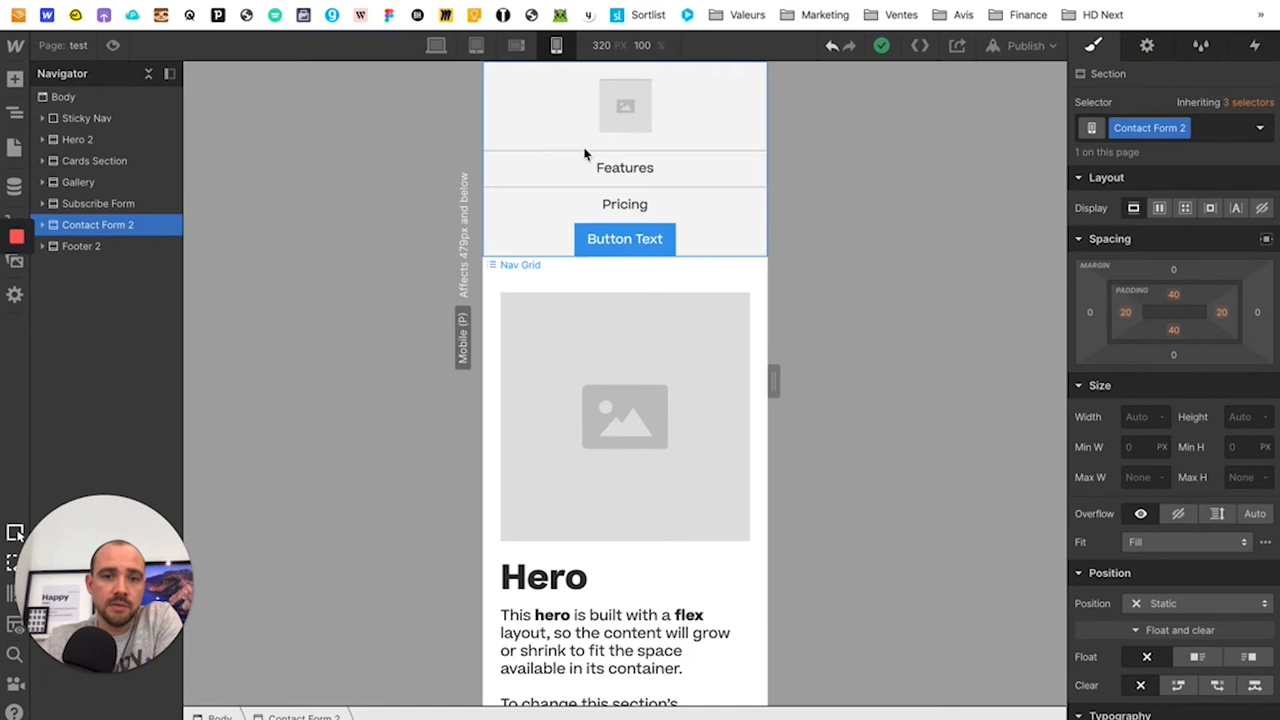 Sortlist
Valeurs
Marketing
Ventes
Avis
Finance
HD Next
»
Page: test
320 PX 100 %
Publish
Navigator
Body
Sticky Nav
Hero 2
Cards Section
Gallery
Subscribe Form
Contact Form 2
Footer 2
Happy
Affects 479px and below
Mobile (P)
Features
Pricing
Button Text
Nav Grid
Hero
This hero is built with a flex
layout, so the content will grow
or shrink to fit the space
available in its container.
To change this section's
Body
Contact Form 2
Section
Selector
Inheriting 3 selectors
Contact Form 2
1 on this page
Layout
Display
Spacing
MARGIN
0
PADDING
40
0 20 20 0
40
0
Size
Width Auto - Height Auto -
Min W 0 PX Min H 0 PX
Max W None - Max H None -
Overflow Auto
Fit Fill
Position
Position Static
Float and clear
Float
Clear
Typography